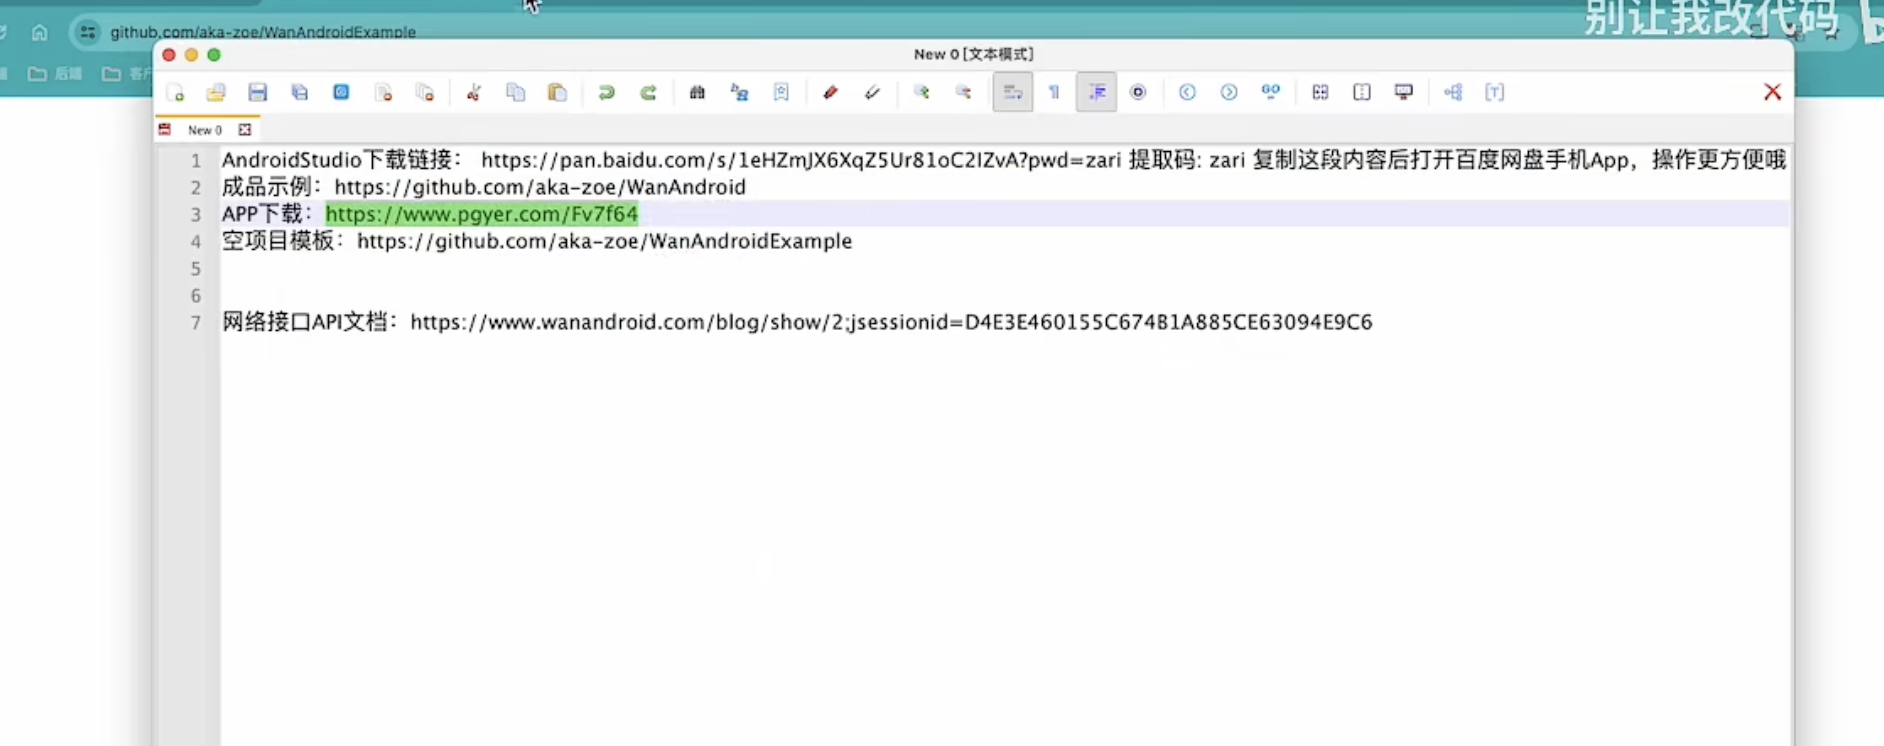 别让我改代码
github.com/aka-zoe/WanAndroidExample
后端
New 0 [文本模式]
New 0
1 AndroidStudio下载链接： https://pan.baidu.com/s/1eHZmJX6XqZ5Ur81oC2IZvA?pwd=zari 提取码: zari 复制这段内容后打开百度网盘手机App，操作更方便哦
2 成品示例：https://github.com/aka-zoe/WanAndroid
3 APP下载：https://www.pgyer.com/Fv7f64
4 空项目模板：https://github.com/aka-zoe/WanAndroidExample
5
6
7 网络接口API文档：https://www.wanandroid.com/blog/show/2;jsessionid=D4E3E460155C674B1A885CE63094E9C6